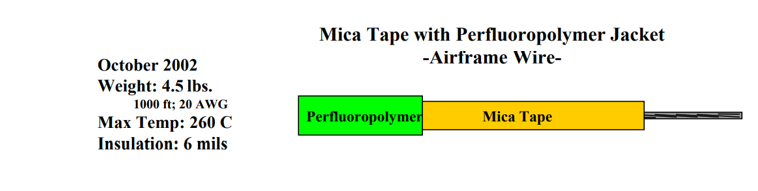 Mica Tape with Perfluoropolymer Jacket
-Airframe Wire-
October 2002
Weight: 4.5 lbs.
1000 ft; 20 AWG
Max Temp: 260 C
Insulation: 6 mils
Perfluoropolymer
Mica Tape